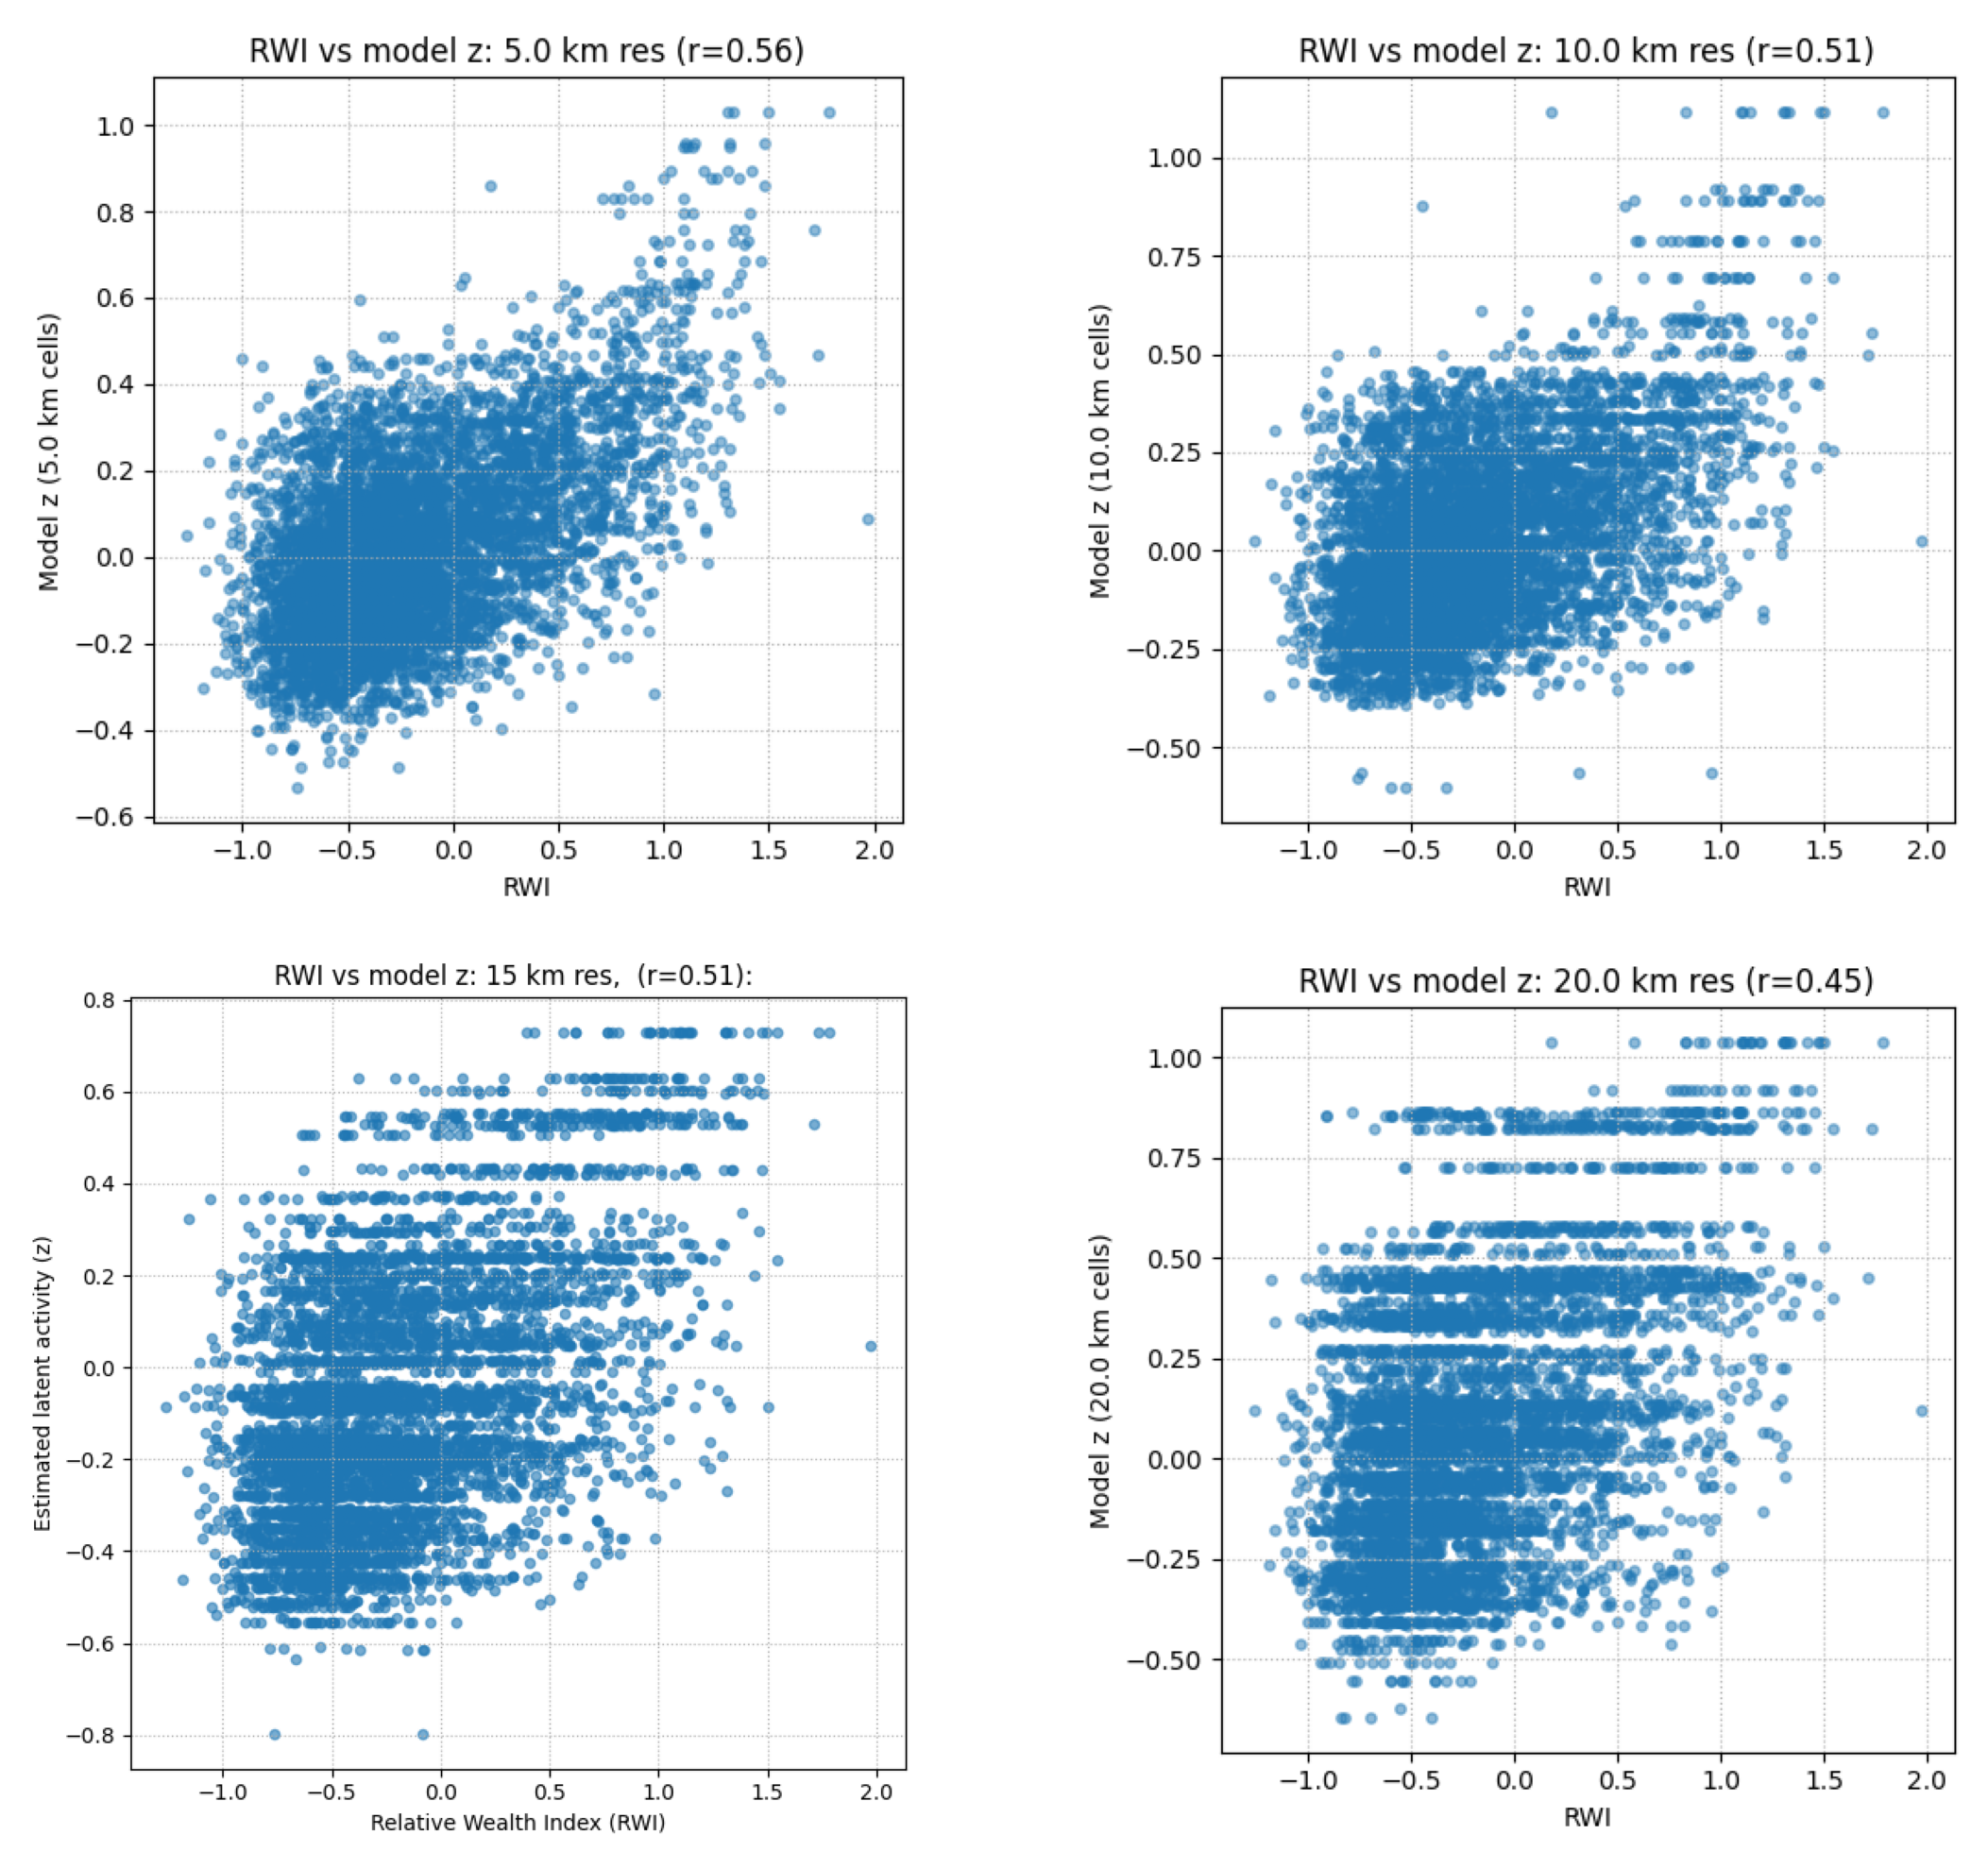 RWI vs model z: 5.0 km res (r=0.56)
Model z (5.0 km cells)
1.0
0.8
0.6
0.4
0.2
0.0
−0.2
−0.4
−0.6
−1.0 −0.5 0.0 0.5 1.0 1.5 2.0
RWI
RWI vs model z: 10.0 km res (r=0.51)
Model z (10.0 km cells)
1.00
0.75
0.50
0.25
0.00
−0.25
−0.50
−1.0 −0.5 0.0 0.5 1.0 1.5 2.0
RWI
RWI vs model z: 15 km res,  (r=0.51):
Estimated latent activity (z)
0.8
0.6
0.4
0.2
0.0
−0.2
−0.4
−0.6
−0.8
−1.0 −0.5 0.0 0.5 1.0 1.5 2.0
Relative Wealth Index (RWI)
RWI vs model z: 20.0 km res (r=0.45)
Model z (20.0 km cells)
1.00
0.75
0.50
0.25
0.00
−0.25
−0.50
−1.0 −0.5 0.0 0.5 1.0 1.5 2.0
RWI